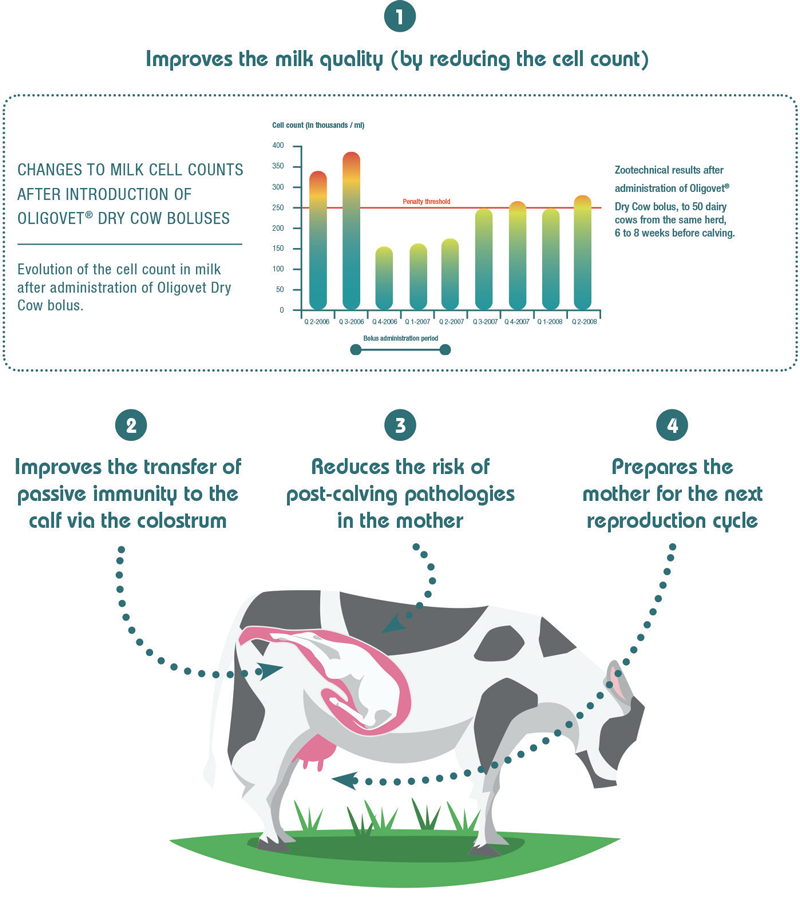 1
Improves the milk quality (by reducing the cell count)
CHANGES TO MILK CELL COUNTS
AFTER INTRODUCTION OF
OLIGOVET® DRY COW BOLUSES
Evolution of the cell count in milk
after administration of Oligovet Dry
Cow bolus.
Cell count (in thousands / ml)
400
350
300
250
200
150
100
50
0
Penalty threshold
Q 2-2006 Q 3-2006 Q 4-2006 Q 1-2007 Q 2-2007 Q 3-2007 Q 4-2007 Q 1-2008 Q 2-2008
Bolus administration period
Zootechnical results after
administration of Oligovet®
Dry Cow bolus, to 50 dairy
cows from the same herd,
6 to 8 weeks before calving.
2
Improves the transfer of
passive immunity to the
calf via the colostrum
3
Reduces the risk of
post-calving pathologies
in the mother
4
Prepares the
mother for the next
reproduction cycle